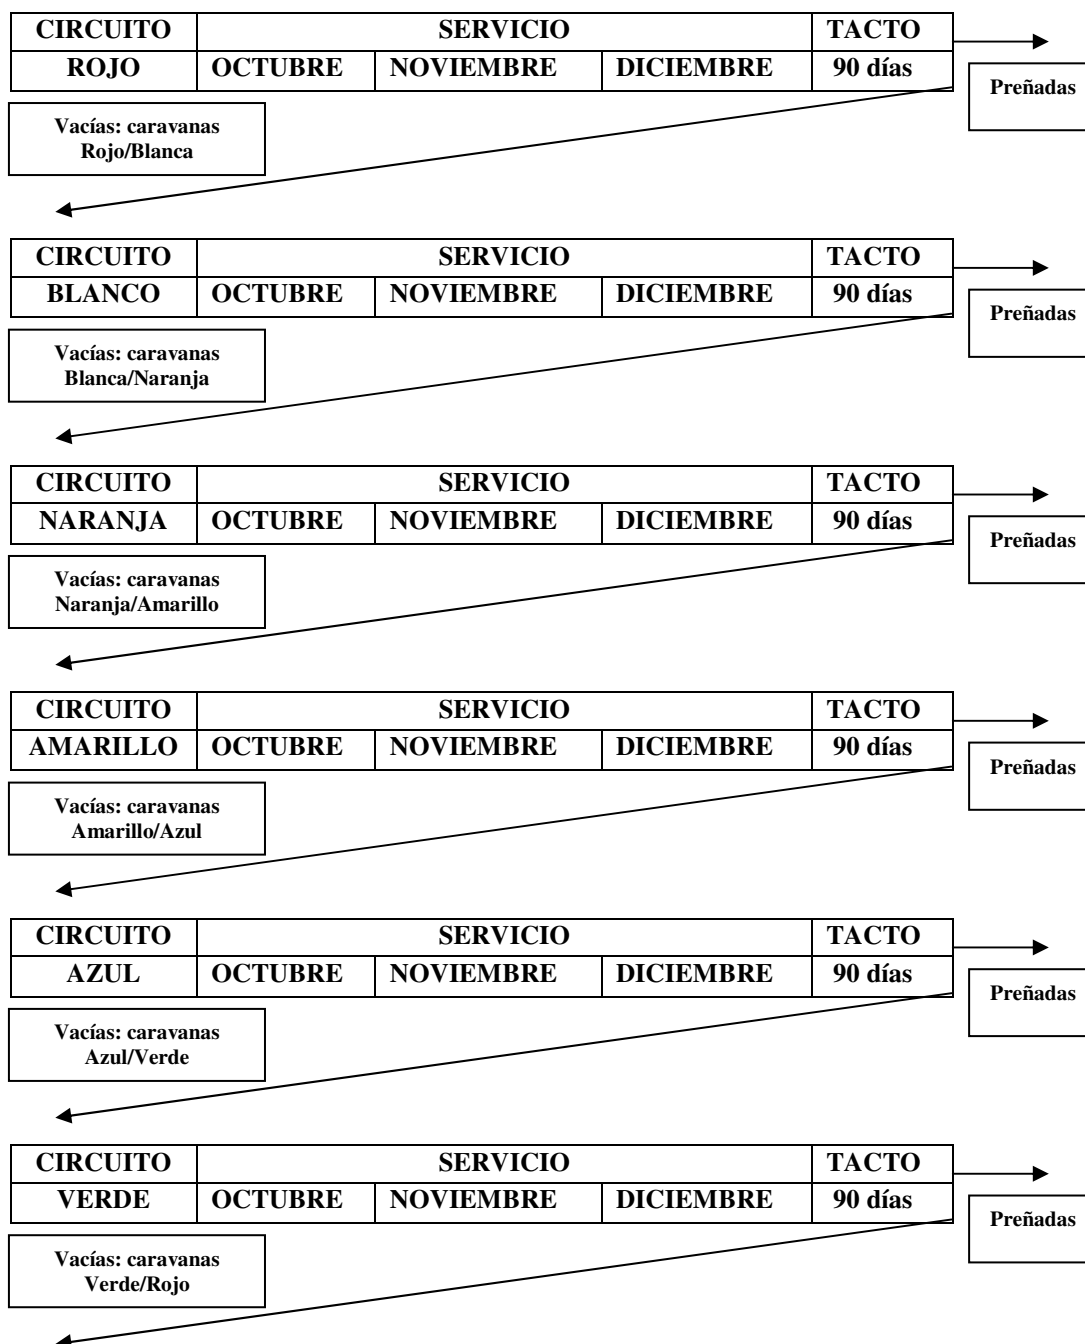 CIRCUITO SERVICIO TACTO
ROJO OCTUBRE NOVIEMBRE DICIEMBRE 90 días
Preñadas
Vacías: caravanas
Rojo/Blanca
CIRCUITO SERVICIO TACTO
BLANCO OCTUBRE NOVIEMBRE DICIEMBRE 90 días
Preñadas
Vacías: caravanas
Blanca/Naranja
CIRCUITO SERVICIO TACTO
NARANJA OCTUBRE NOVIEMBRE DICIEMBRE 90 días
Preñadas
Vacías: caravanas
Naranja/Amarillo
CIRCUITO SERVICIO TACTO
AMARILLO OCTUBRE NOVIEMBRE DICIEMBRE 90 días
Preñadas
Vacías: caravanas
Amarillo/Azul
CIRCUITO SERVICIO TACTO
AZUL OCTUBRE NOVIEMBRE DICIEMBRE 90 días
Preñadas
Vacías: caravanas
Azul/Verde
CIRCUITO SERVICIO TACTO
VERDE OCTUBRE NOVIEMBRE DICIEMBRE 90 días
Preñadas
Vacías: caravanas
Verde/Rojo